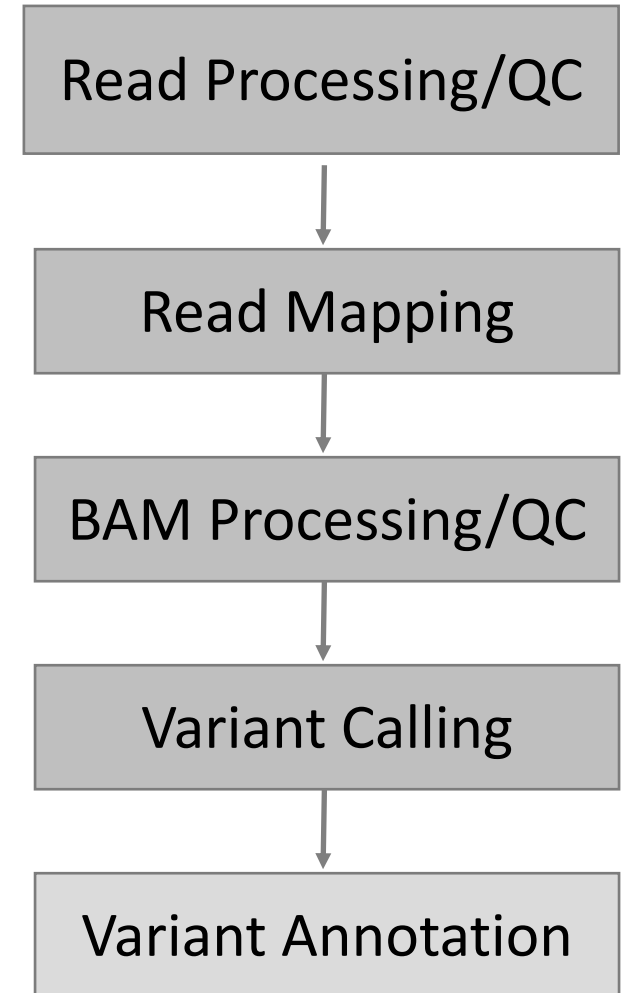 Read Processing/QC
Read Mapping
BAM Processing/QC
Variant Calling
Variant Annotation